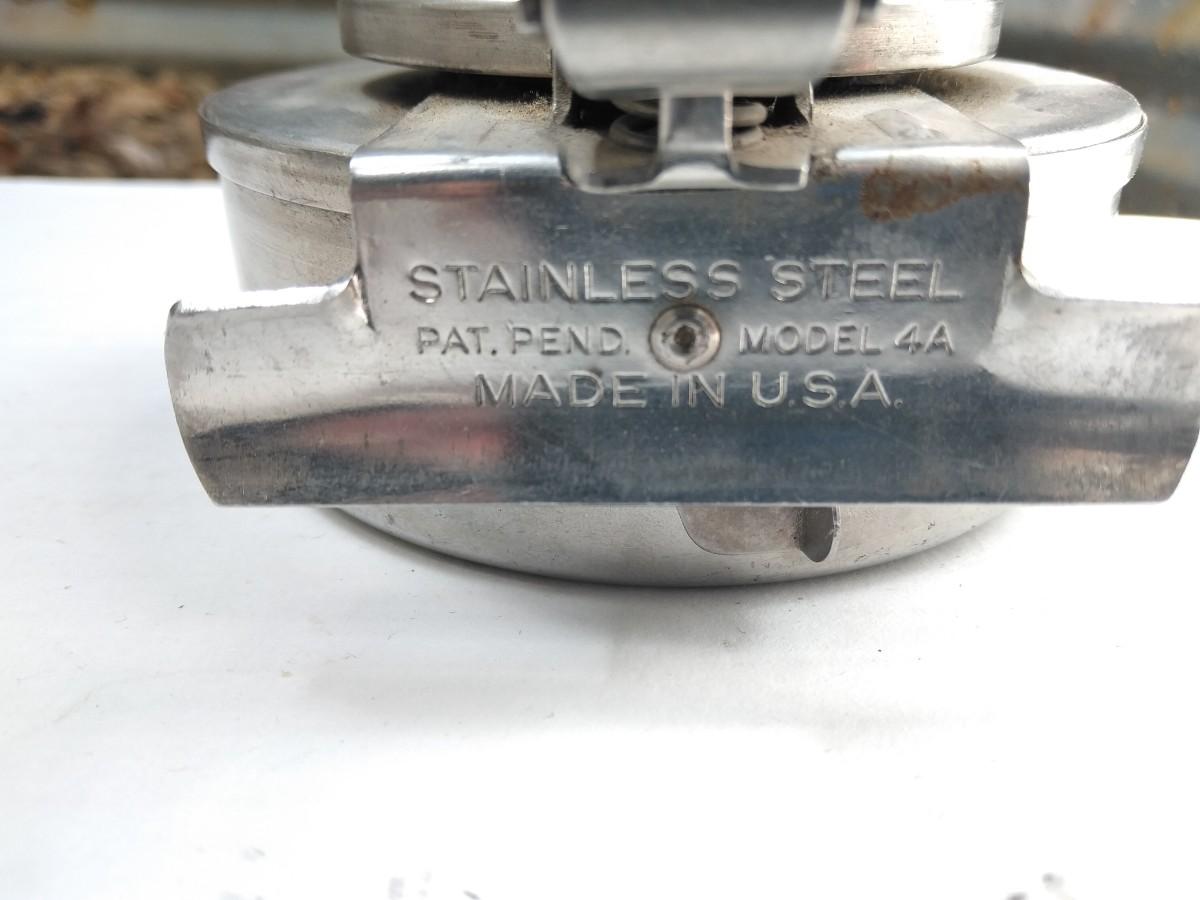 STAINLESS STEEL
PAT. PEND. MODEL 4A
MADE IN U.S.A.